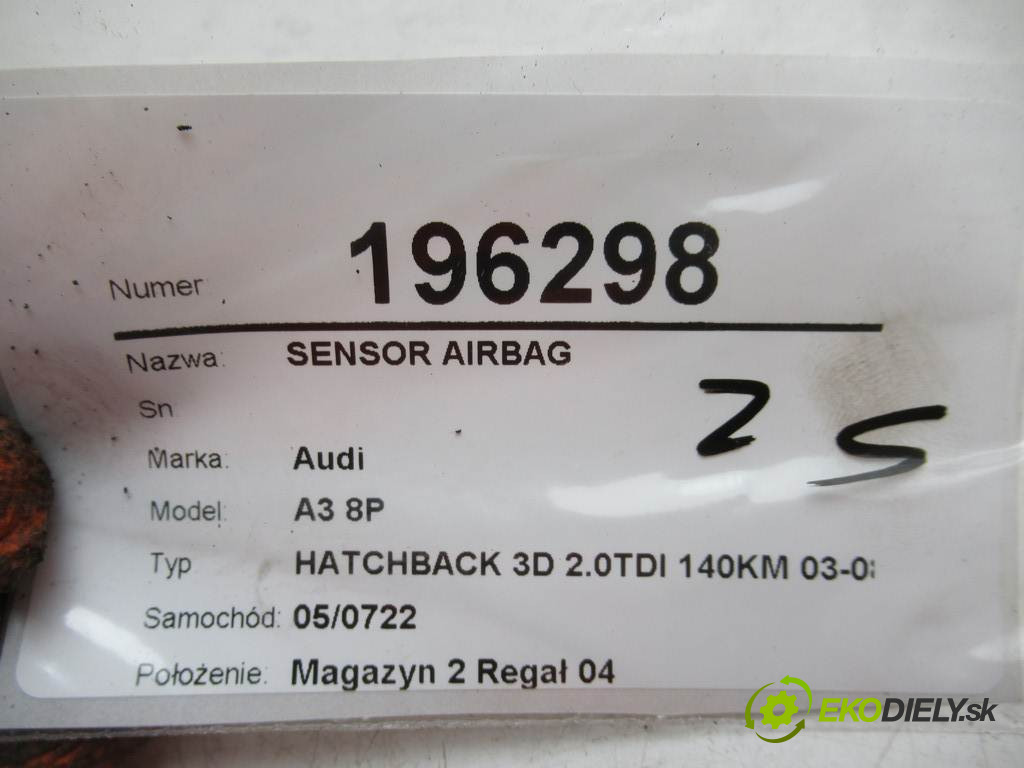 Numer 196298
Nazwa: SENSOR AIRBAG
Sn
Marka: Audi
Model: A3 8P
Typ HATCHBACK 3D 2.0TDI 140KM 03-0
Samochód: 05/0722
Położenie: Magazyn 2 Regał 04
2 S
EKODIELY.sk